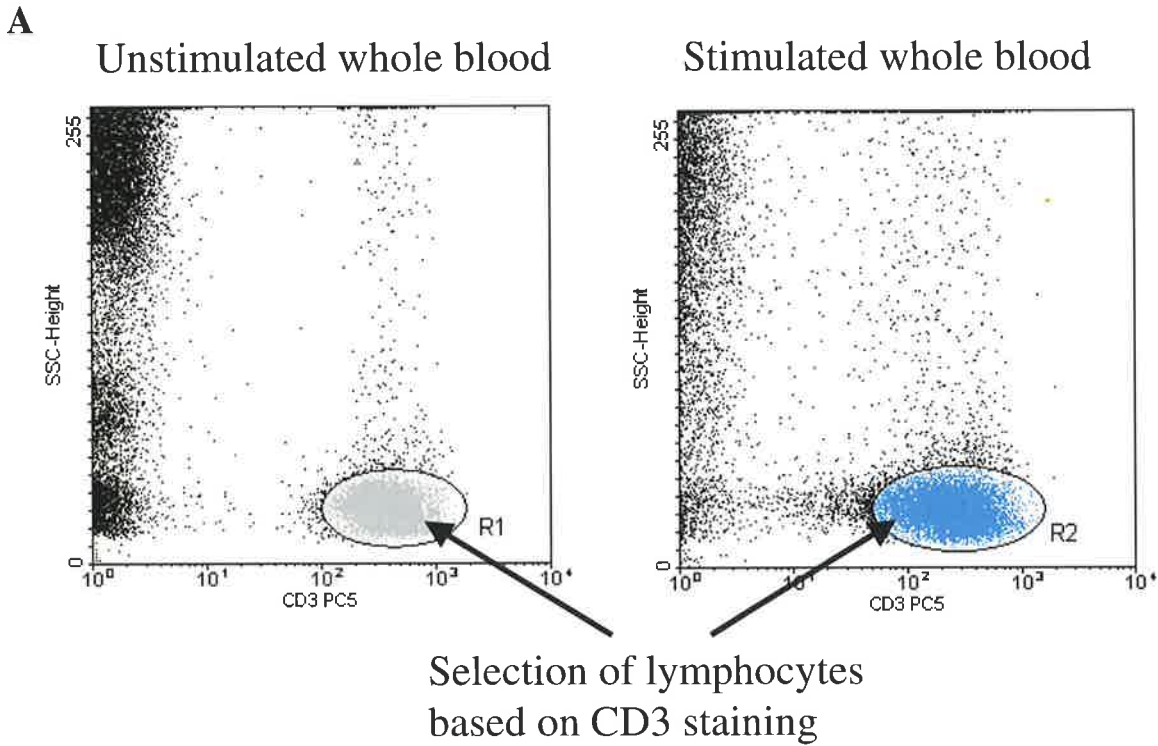 A
Unstimulated whole blood
Stimulated whole blood
255
SSC-Height
0
R1
10⁰ 10¹ 10² 10³ 10⁴
CD3 PC5
255
SSC-Height
0
R2
10⁰ 10¹ 10² 10³ 10⁴
CD3 PC5
Selection of lymphocytes
based on CD3 staining